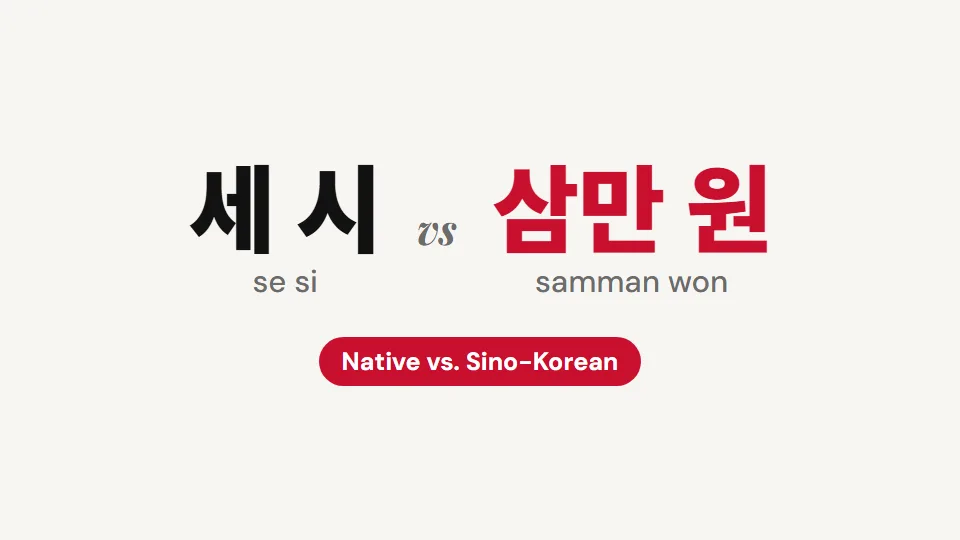 세 시 vs 삼만 원
se si samman won
Native vs. Sino-Korean